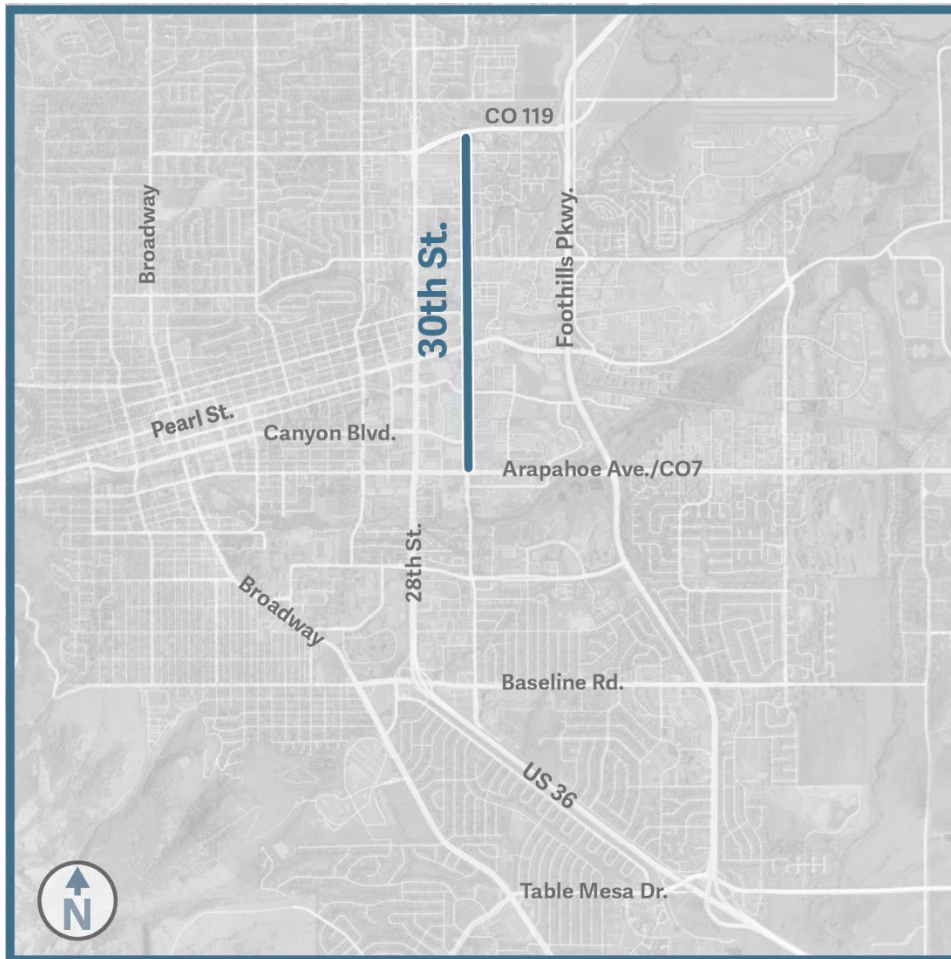 CO 119
Broadway
Foothills Pkwy.
30th St.
Pearl St.
Canyon Blvd.
Arapahoe Ave./CO7
28th St.
Broadway
Baseline Rd.
US 36
Table Mesa Dr.
N